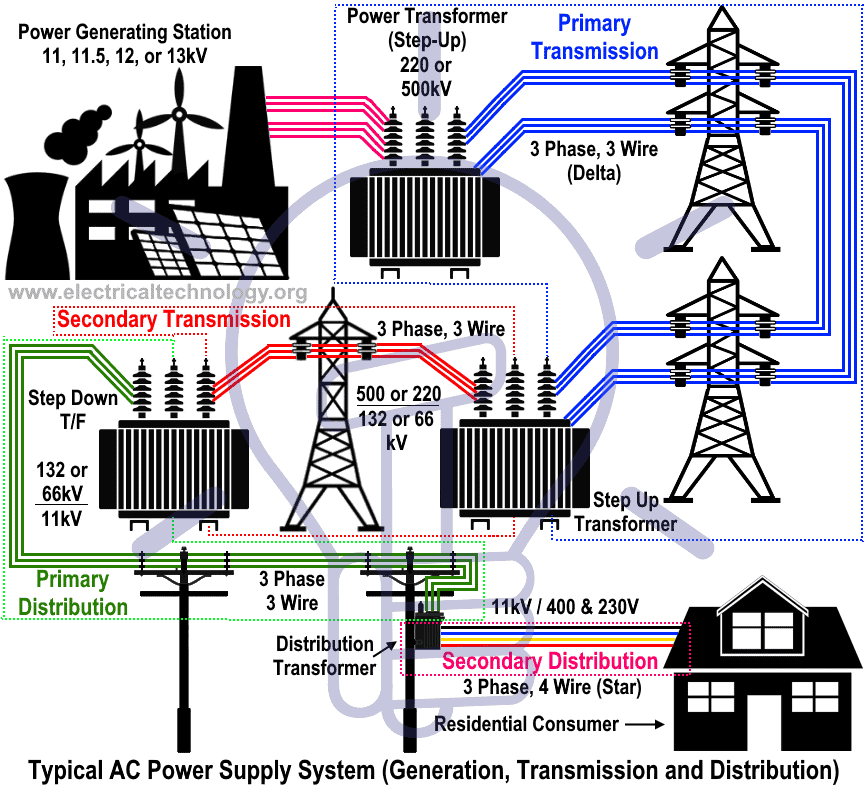 Power Generating Station
11, 11.5, 12, or 13kV
Power Transformer
(Step-Up)
220 or
500kV
Primary
Transmission
3 Phase, 3 Wire
(Delta)
www.electricaltechnology.org
Secondary Transmission
3 Phase, 3 Wire
Step Down
T/F
500 or 220
132 or 66
kV
132 or
66kV
11kV
Step Up
Transformer
Primary
Distribution
3 Phase
3 Wire
11kV / 400 & 230V
Distribution
Transformer
Secondary Distribution
3 Phase, 4 Wire (Star)
Residential Consumer
Typical AC Power Supply System (Generation, Transmission and Distribution)